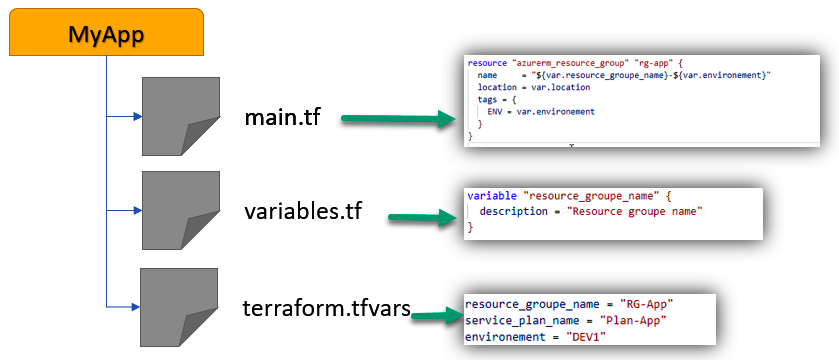 MyApp
main.tf
resource "azurerm_resource_group" "rg-app" {
name     = "${var.resource_groupe_name}-${var.environement}"
location = var.location
tags = {
ENV = var.environement
}
}
variables.tf
variable "resource_groupe_name" {
description = "Resource groupe name"
}
terraform.tfvars
resource_groupe_name = "RG-App"
service_plan_name = "Plan-App"
environement = "DEV1"